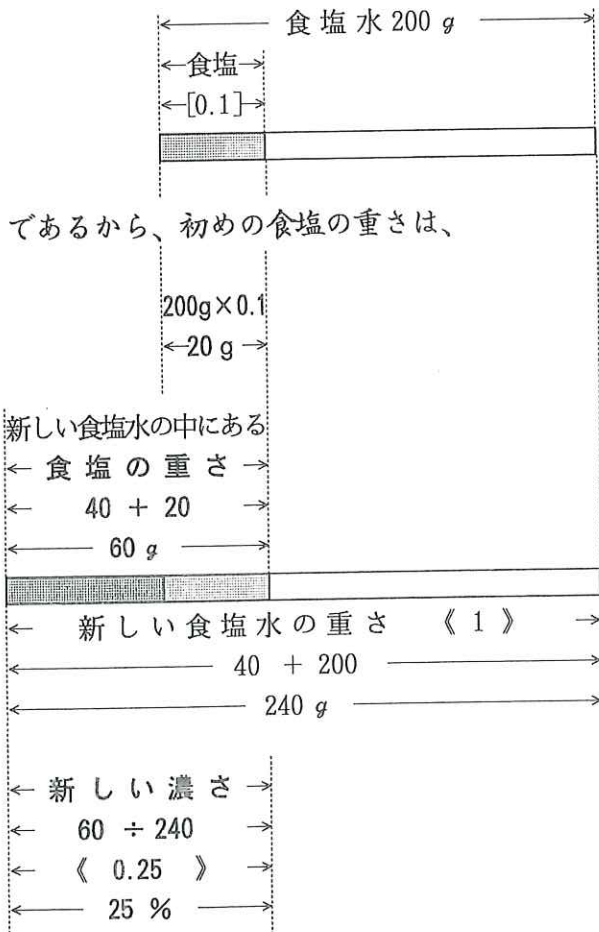 食塩水 200 g
食塩
[0.1]
であるから、初めの食塩の重さは、
200g×0.1
20 g
新しい食塩水の中にある
食塩の重さ
40 + 20
60 g
新しい食塩水の重さ 《 1 》
40 + 200
240 g
新しい濃さ
60 ÷ 240
《 0.25 》
25 %